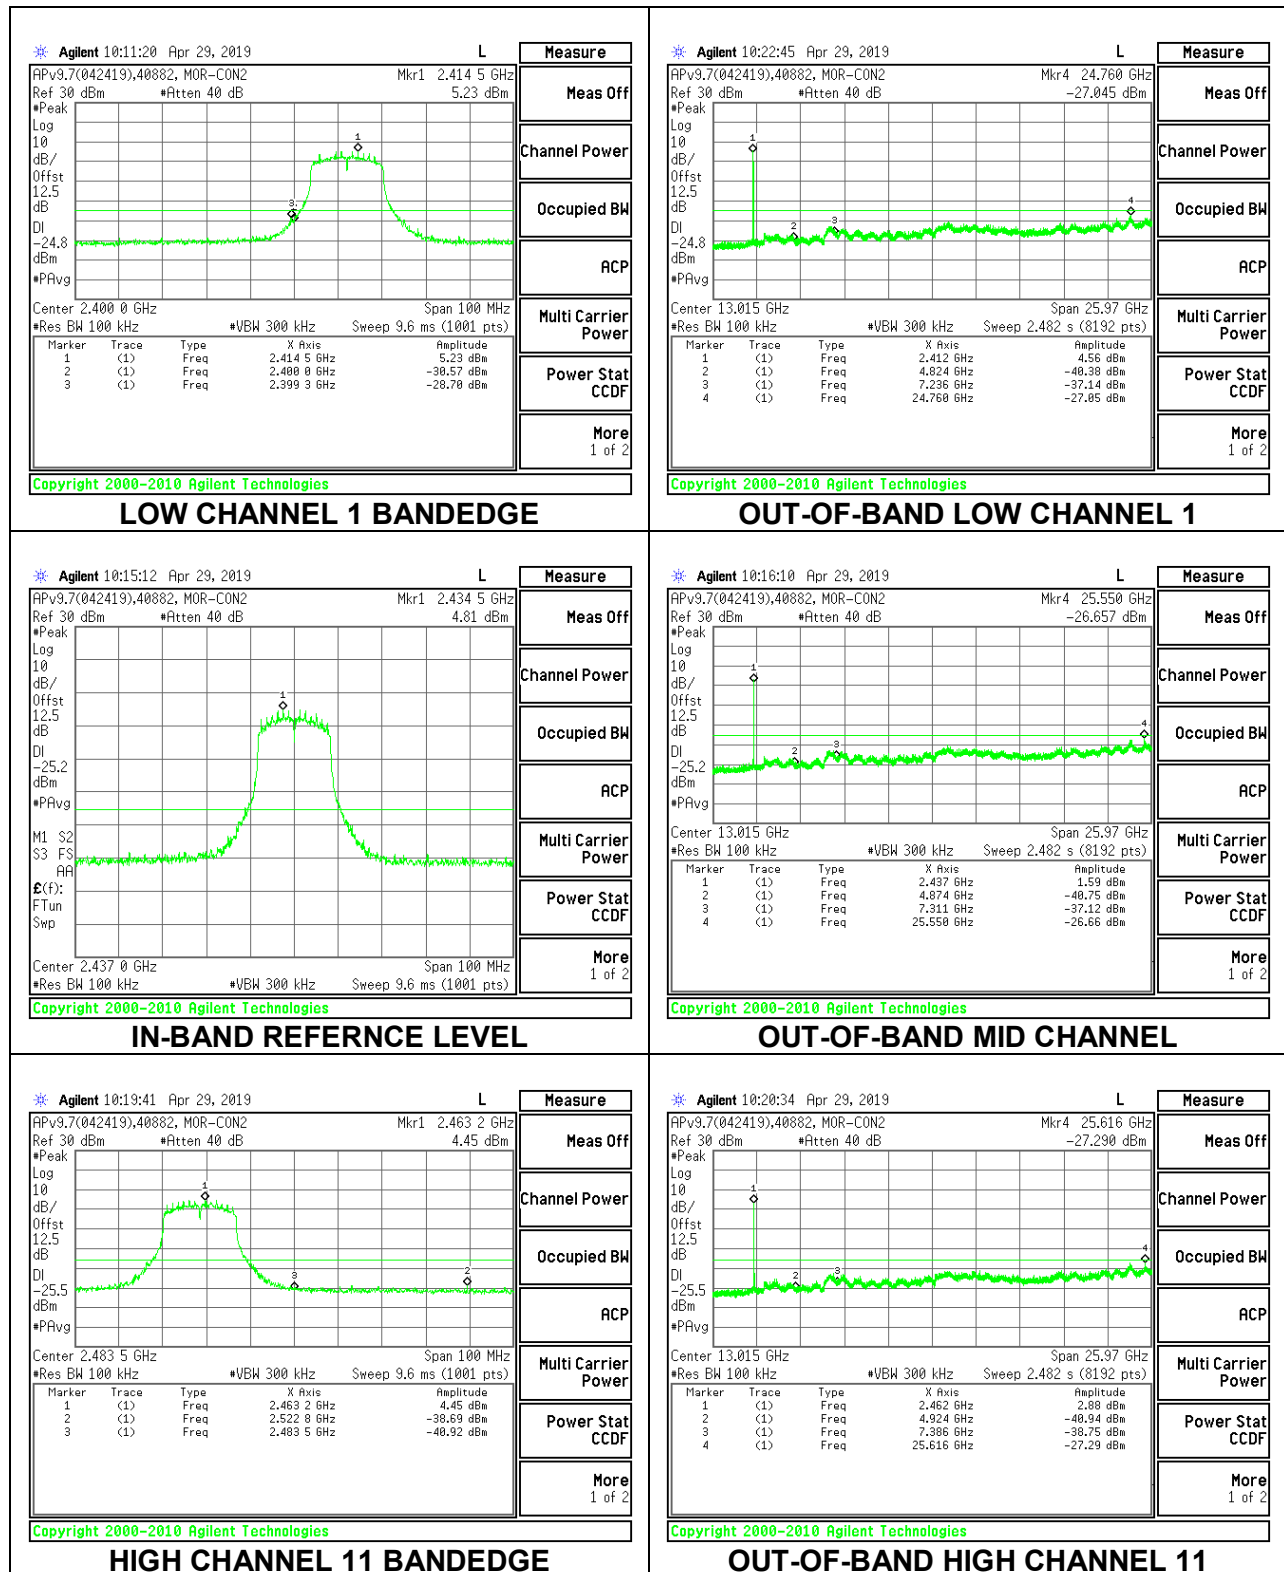 Agilent 10:11:20 Apr 29, 2019 L Measure
APv9.7(042419),40882, MOR-CON2 Mkr1 2.414 5 GHz
Ref 30 dBm #Atten 40 dB 5.23 dBm
Meas Off
#Peak
Log
10
dB/
Offst
12.5
dB
DI
-24.8
dBm
#PAvg
1
3
Channel Power
Occupied BW
ACP
Multi Carrier
Power
Power Stat
CCDF
More
1 of 2
Center 2.400 0 GHz Span 100 MHz
#Res BW 100 kHz #VBW 300 kHz Sweep 9.6 ms (1001 pts)
Marker Trace Type X Axis Amplitude
1 (1) Freq 2.414 5 GHz 5.23 dBm
2 (1) Freq 2.400 0 GHz -30.57 dBm
3 (1) Freq 2.399 3 GHz -28.70 dBm
Copyright 2000-2010 Agilent Technologies
LOW CHANNEL 1 BANDEDGE
Agilent 10:22:45 Apr 29, 2019 L Measure
APv9.7(042419),40882, MOR-CON2 Mkr4 24.760 GHz
Ref 30 dBm #Atten 40 dB -27.045 dBm
Meas Off
#Peak
Log
10
dB/
Offst
12.5
dB
DI
-24.8
dBm
#PAvg
1
2
3
4
Channel Power
Occupied BW
ACP
Multi Carrier
Power
Power Stat
CCDF
More
1 of 2
Center 13.015 GHz Span 25.97 GHz
#Res BW 100 kHz #VBW 300 kHz Sweep 2.482 s (8192 pts)
Marker Trace Type X Axis Amplitude
1 (1) Freq 2.412 GHz 4.56 dBm
2 (1) Freq 4.824 GHz -40.38 dBm
3 (1) Freq 7.236 GHz -37.14 dBm
4 (1) Freq 24.760 GHz -27.05 dBm
Copyright 2000-2010 Agilent Technologies
OUT-OF-BAND LOW CHANNEL 1
Agilent 10:15:12 Apr 29, 2019 L Measure
APv9.7(042419),40882, MOR-CON2 Mkr1 2.434 5 GHz
Ref 30 dBm #Atten 40 dB 4.81 dBm
Meas Off
#Peak
Log
10
dB/
Offst
12.5
dB
DI
-25.2
dBm
#PAvg
M1 S2
S3 FS
AA
£(f):
FTun
Swp
1
Channel Power
Occupied BW
ACP
Multi Carrier
Power
Power Stat
CCDF
More
1 of 2
Center 2.437 0 GHz Span 100 MHz
#Res BW 100 kHz #VBW 300 kHz Sweep 9.6 ms (1001 pts)
Copyright 2000-2010 Agilent Technologies
IN-BAND REFERNCE LEVEL
Agilent 10:16:10 Apr 29, 2019 L Measure
APv9.7(042419),40882, MOR-CON2 Mkr4 25.550 GHz
Ref 30 dBm #Atten 40 dB -26.657 dBm
Meas Off
#Peak
Log
10
dB/
Offst
12.5
dB
DI
-25.2
dBm
#PAvg
1
2
3
4
Channel Power
Occupied BW
ACP
Multi Carrier
Power
Power Stat
CCDF
More
1 of 2
Center 13.015 GHz Span 25.97 GHz
#Res BW 100 kHz #VBW 300 kHz Sweep 2.482 s (8192 pts)
Marker Trace Type X Axis Amplitude
1 (1) Freq 2.437 GHz 1.59 dBm
2 (1) Freq 4.874 GHz -40.75 dBm
3 (1) Freq 7.311 GHz -37.12 dBm
4 (1) Freq 25.550 GHz -26.66 dBm
Copyright 2000-2010 Agilent Technologies
OUT-OF-BAND MID CHANNEL
Agilent 10:19:41 Apr 29, 2019 L Measure
APv9.7(042419),40882, MOR-CON2 Mkr1 2.463 2 GHz
Ref 30 dBm #Atten 40 dB 4.45 dBm
Meas Off
#Peak
Log
10
dB/
Offst
12.5
dB
DI
-25.5
dBm
#PAvg
1
3
2
Channel Power
Occupied BW
ACP
Multi Carrier
Power
Power Stat
CCDF
More
1 of 2
Center 2.483 5 GHz Span 100 MHz
#Res BW 100 kHz #VBW 300 kHz Sweep 9.6 ms (1001 pts)
Marker Trace Type X Axis Amplitude
1 (1) Freq 2.463 2 GHz 4.45 dBm
2 (1) Freq 2.522 8 GHz -38.69 dBm
3 (1) Freq 2.483 5 GHz -40.92 dBm
Copyright 2000-2010 Agilent Technologies
HIGH CHANNEL 11 BANDEDGE
Agilent 10:20:34 Apr 29, 2019 L Measure
APv9.7(042419),40882, MOR-CON2 Mkr4 25.616 GHz
Ref 30 dBm #Atten 40 dB -27.290 dBm
Meas Off
#Peak
Log
10
dB/
Offst
12.5
dB
DI
-25.5
dBm
#PAvg
1
2
3
4
Channel Power
Occupied BW
ACP
Multi Carrier
Power
Power Stat
CCDF
More
1 of 2
Center 13.015 GHz Span 25.97 GHz
#Res BW 100 kHz #VBW 300 kHz Sweep 2.482 s (8192 pts)
Marker Trace Type X Axis Amplitude
1 (1) Freq 2.462 GHz 2.88 dBm
2 (1) Freq 4.924 GHz -40.94 dBm
3 (1) Freq 7.386 GHz -38.75 dBm
4 (1) Freq 25.616 GHz -27.29 dBm
Copyright 2000-2010 Agilent Technologies
OUT-OF-BAND HIGH CHANNEL 11